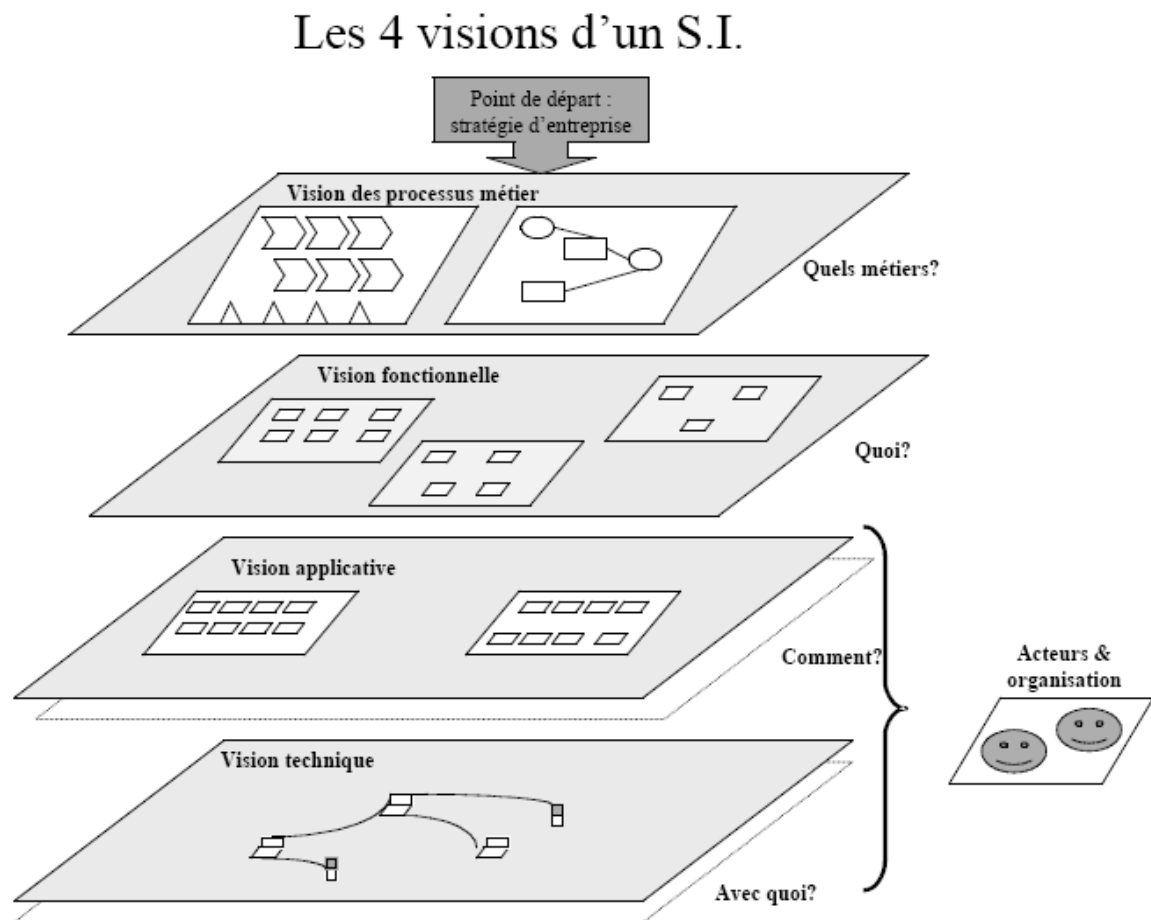 Les 4 visions d’un S.I.
Point de départ :
stratégie d’entreprise
Vision des processus métier
Quels métiers?
Vision fonctionnelle
Quoi?
Vision applicative
Comment?
Acteurs &
organisation
Vision technique
Avec quoi?